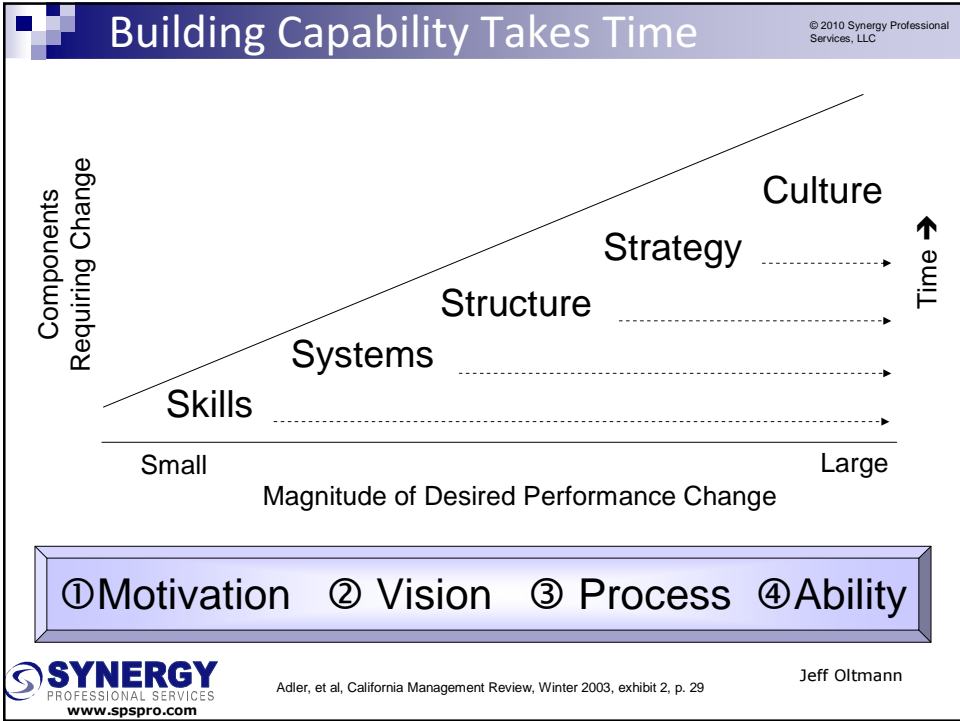 Building Capability Takes Time
© 2010 Synergy Professional
Services, LLC
Components
Requiring Change
Culture
Strategy
Structure
Systems
Skills
Time ↑
Small
Large
Magnitude of Desired Performance Change
①Motivation ② Vision ③ Process ④Ability
SYNERGY
PROFESSIONAL SERVICES
www.spspro.com
Adler, et al, California Management Review, Winter 2003, exhibit 2, p. 29
Jeff Oltmann